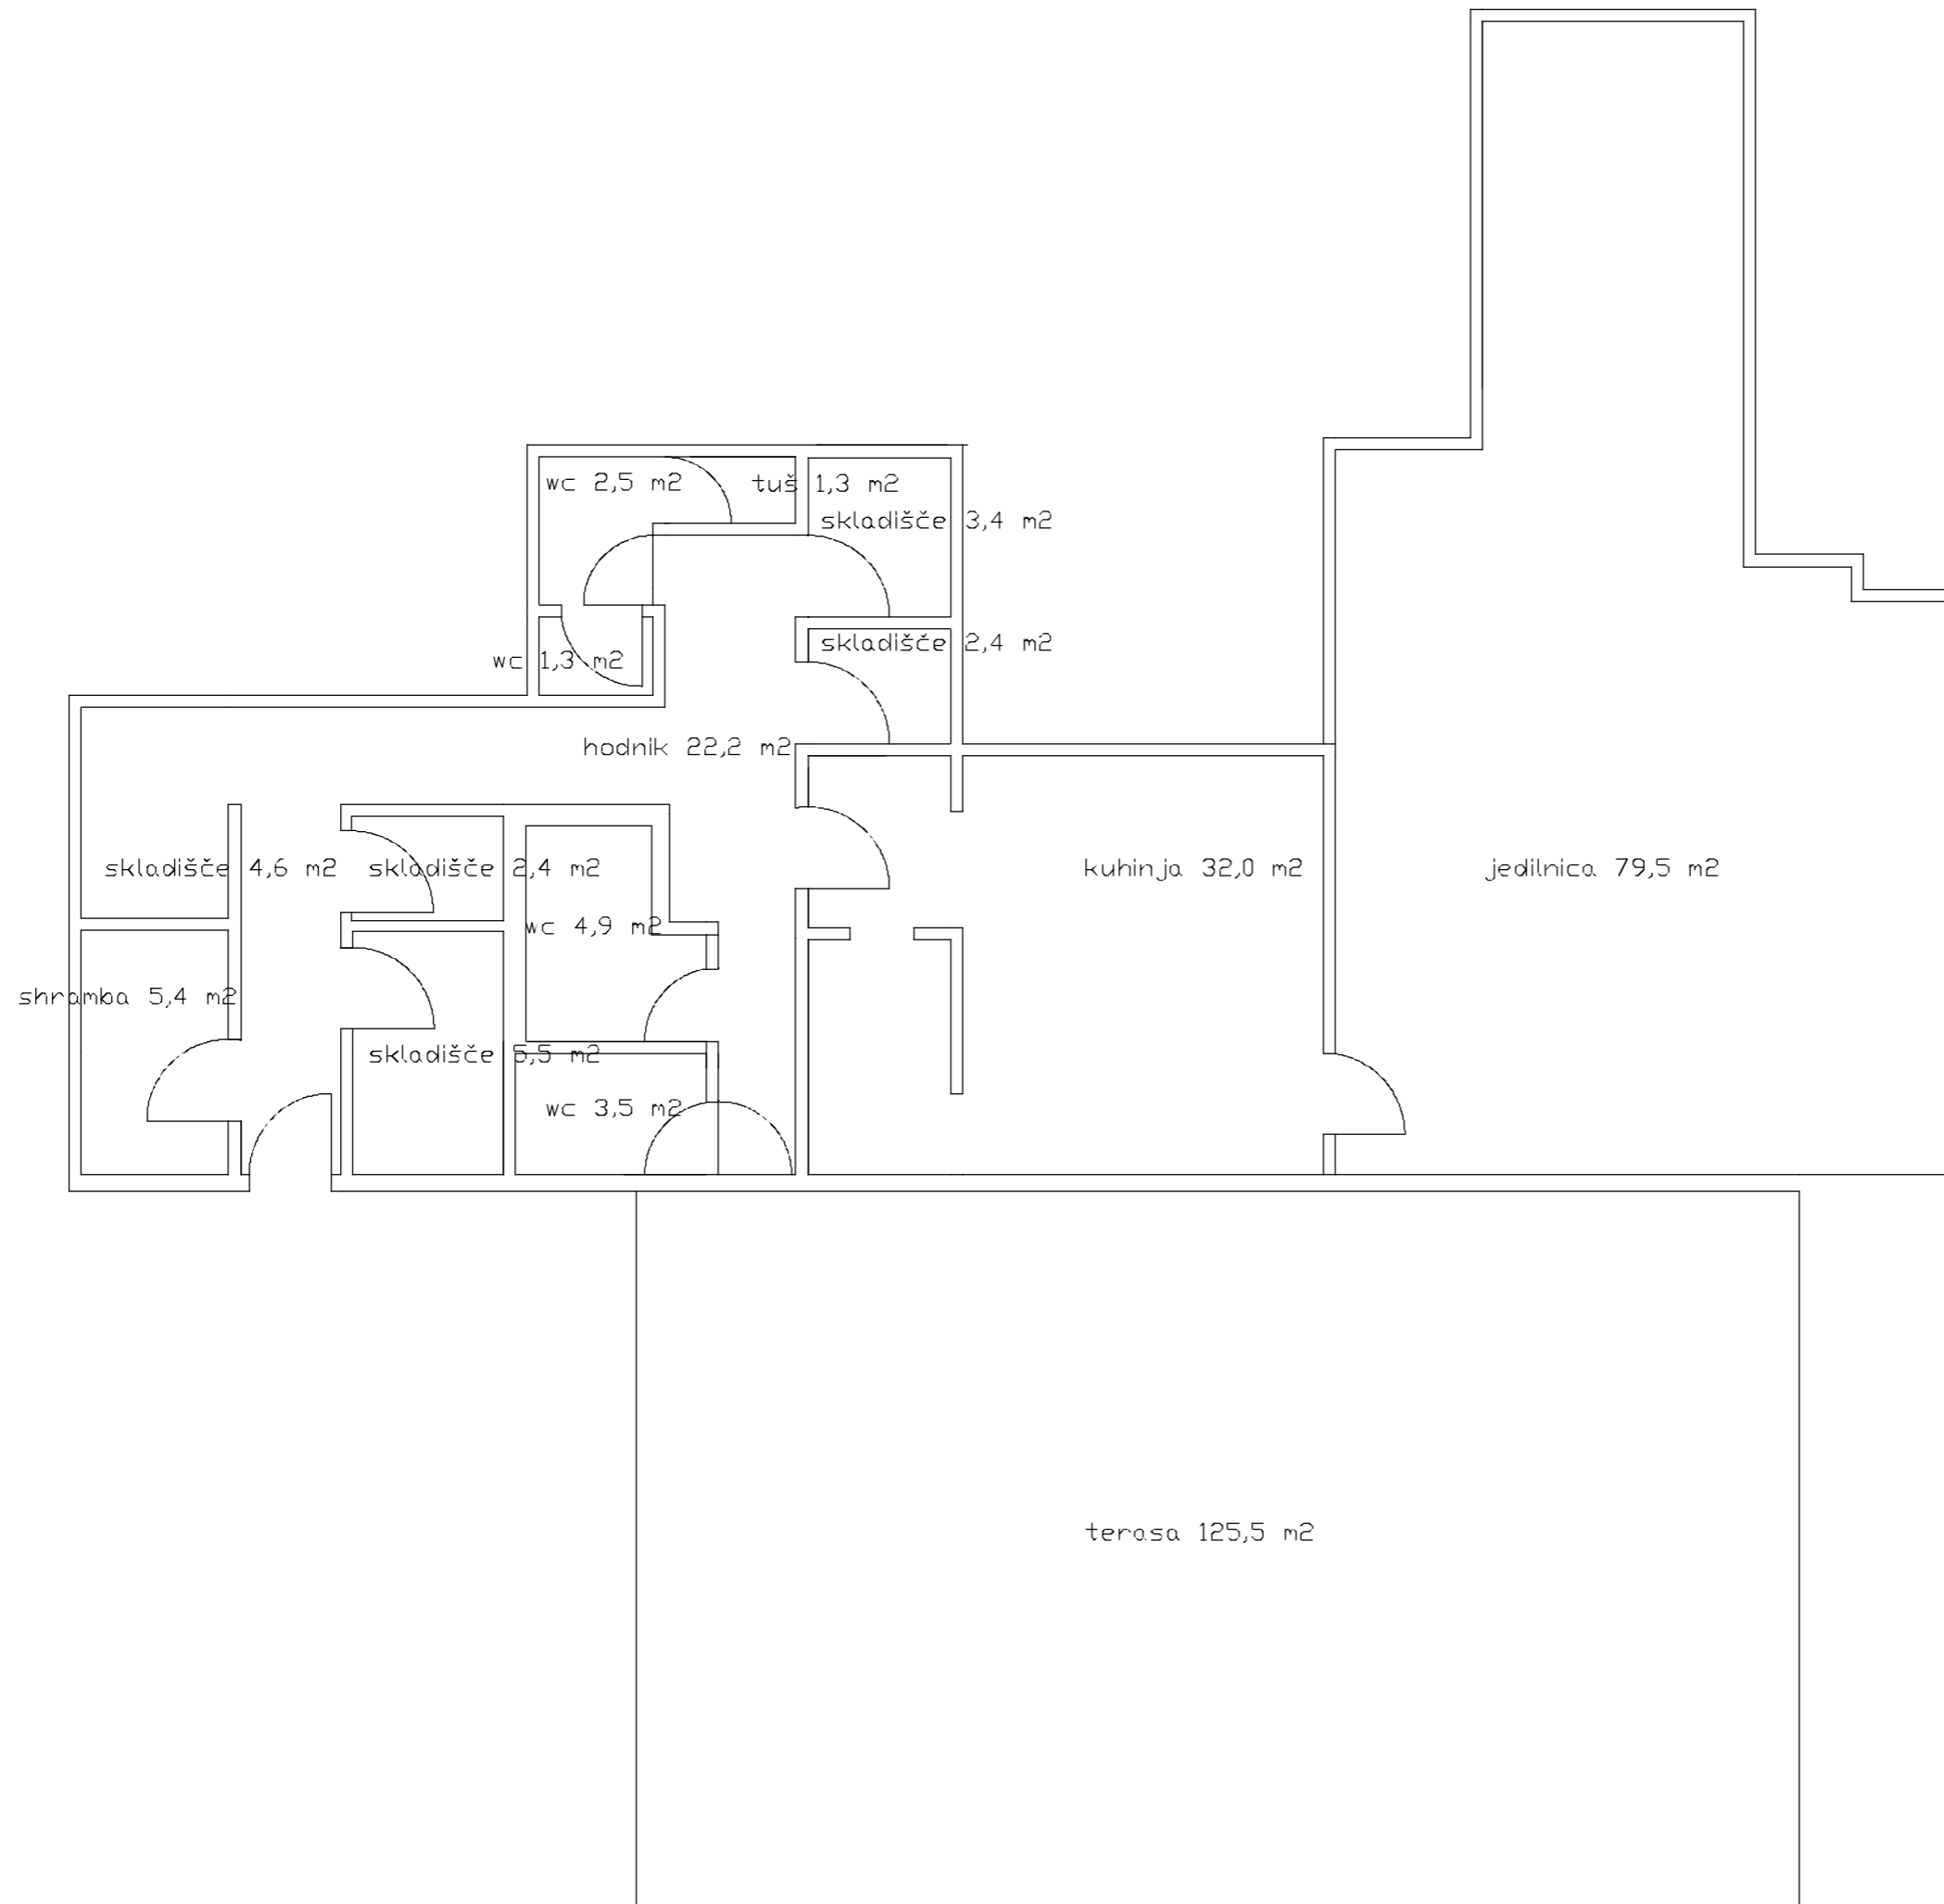 wc 2,5 m2
tuš 1,3 m2
skladišče 3,4 m2
skladišče 2,4 m2
wc 1,3 m2
hodnik 22,2 m2
skladišče 4,6 m2
skladišče 2,4 m2
kuhinja 32,0 m2
jedilnica 79,5 m2
wc 4,9 m2
shramba 5,4 m2
skladišče 5,5 m2
wc 3,5 m2
terasa 125,5 m2